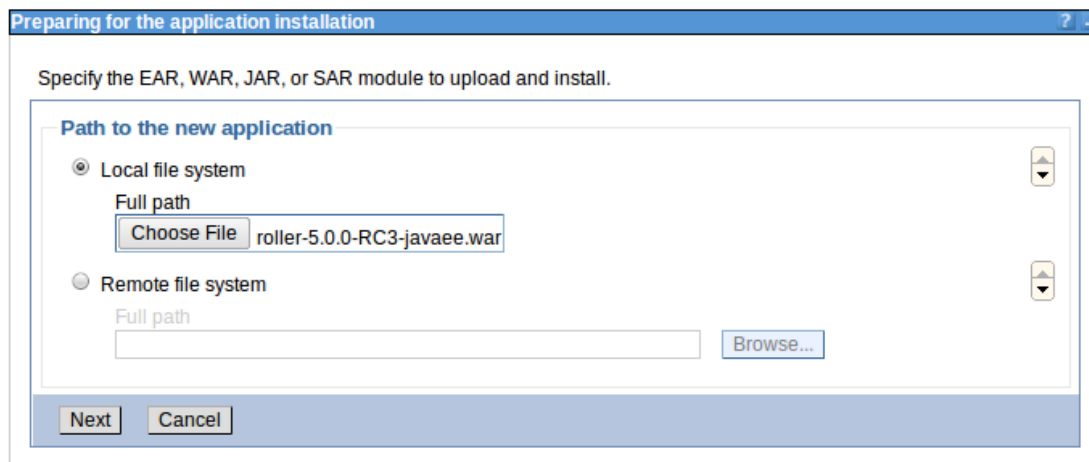 Preparing for the application installation ?
Specify the EAR, WAR, JAR, or SAR module to upload and install.
Path to the new application
Local file system
Full path
Choose File roller-5.0.0-RC3-javaee.war
Remote file system
Full path
Browse...
Next Cancel